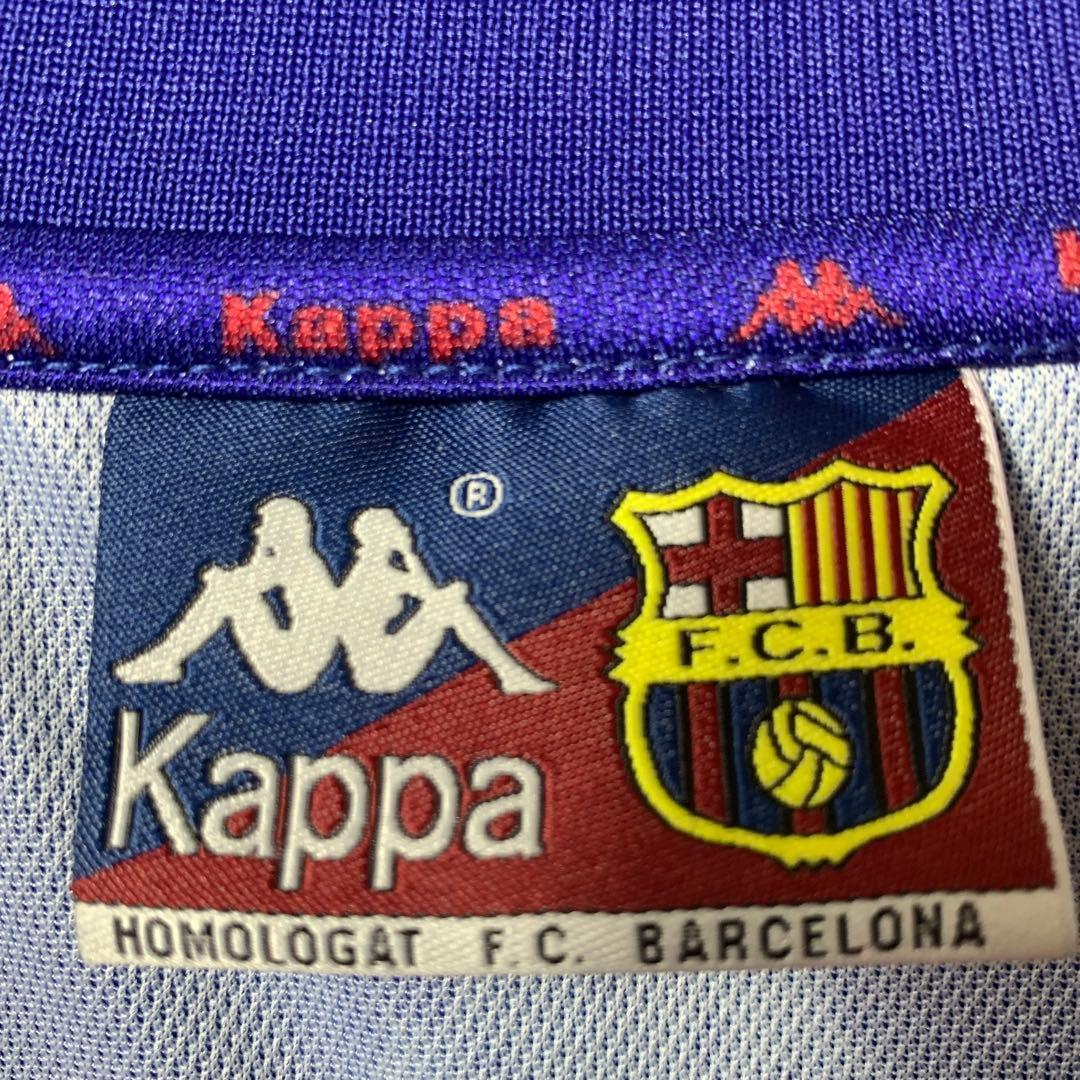 Kappa
®
Kappa
F.C.B.
HOMOLOGAT F.C. BARCELONA